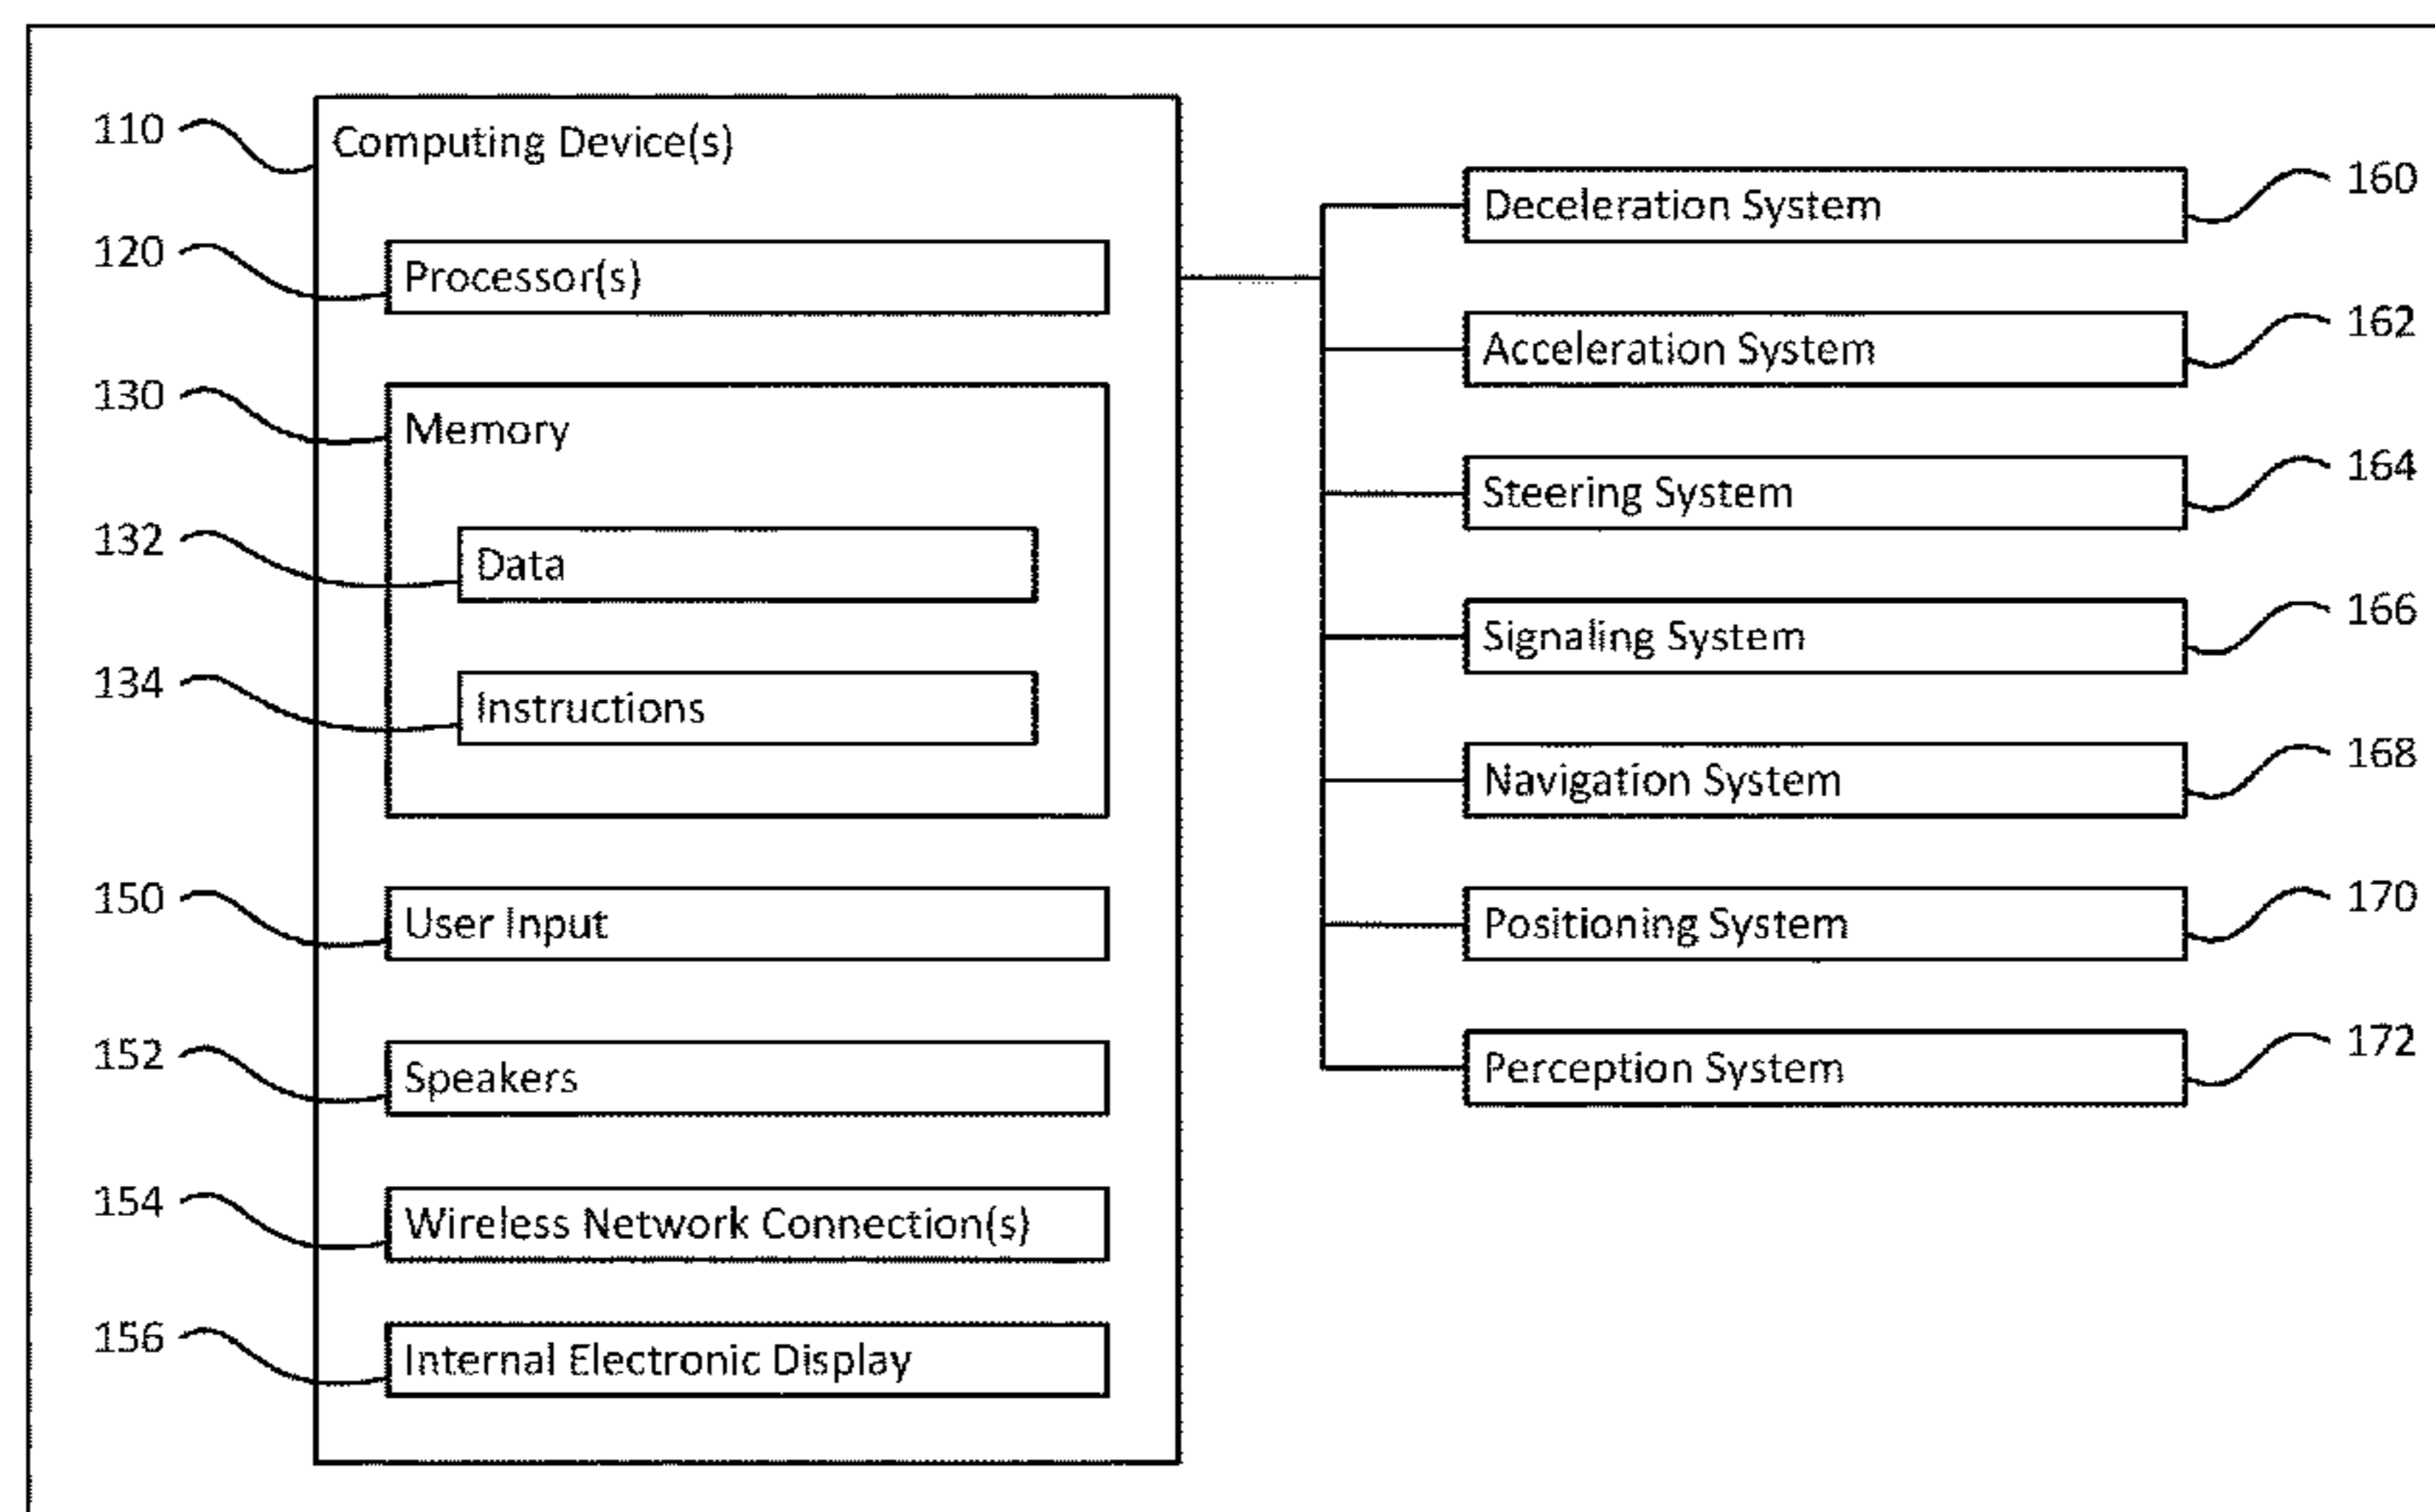 110 Computing Device(s)
120 Processor(s)
130 Memory
132 Data
134 Instructions
150 User Input
152 Speakers
154 Wireless Network Connection(s)
156 Internal Electronic Display
Deceleration System 160
Acceleration System 162
Steering System 164
Signaling System 166
Navigation System 168
Positioning System 170
Perception System 172